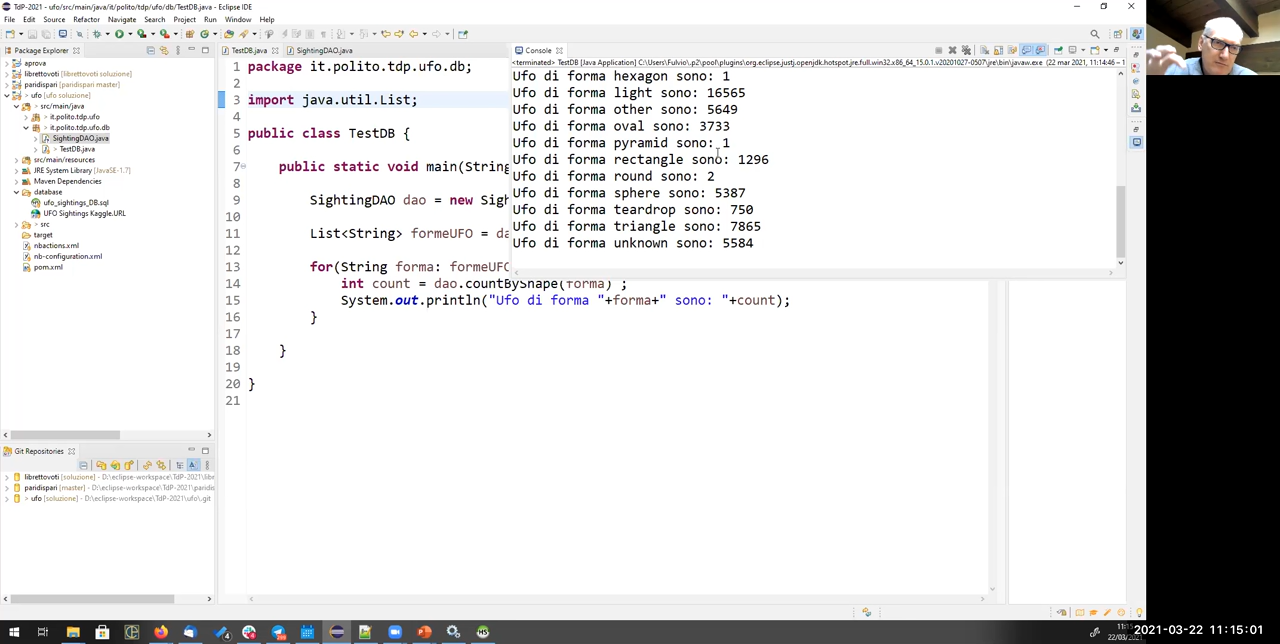 TdP-2021 - ufo/src/main/java/it/polito/tdp/ufo/db/TestDB.java - Eclipse IDE
File Edit Source Refactor Navigate Search Project Run Window Help
Package Explorer
aprova
librettovoti [librettovoti soluzione]
paridispari [paridispari master]
ufo [ufo soluzione]
src/main/java
it.polito.tdp.ufo
it.polito.tdp.ufo.db
SightingDAO.java
TestDB.java
src/main/resources
JRE System Library [JavaSE-1.7]
Maven Dependencies
database
ufo_sightings_DB.sql
UFO Sightings Kaggle.URL
src
target
nbactions.xml
nb-configuration.xml
pom.xml
Git Repositories
librettovoti [soluzione] - D:\eclipse-workspace\TdP-2021\libr
paridispari [master] - D:\eclipse-workspace\TdP-2021\paridis
> ufo [soluzione] - D:\eclipse-workspace\TdP-2021\ufo\.git
TestDB.java SightingDAO.java
1 package it.polito.tdp.ufo.db;
2
3 import java.util.List;
4
5 public class TestDB {
6
7 public static void main(String
8
9 SightingDAO dao = new Sigh
10
11 List<String> formeUFO = da
12
13 for(String forma: formeUFO
14 int count = dao.countByShape(forma) ;
15 System.out.println("Ufo di forma "+forma+" sono: "+count);
16 }
17
18 }
19
20 }
21
Console
<terminated> TestDB [Java Application] C:\Users\Fulvio\.p2\pool\plugins\org.eclipse.justj.openjdk.hotspot.jre.full.win32.x86_64_15.0.1.v20201027-0507\jre\bin\javaw.exe (22 mar 2021, 11:14:46 – 1
Ufo di forma hexagon sono: 1
Ufo di forma light sono: 16565
Ufo di forma other sono: 5649
Ufo di forma oval sono: 3733
Ufo di forma pyramid sono: 1
Ufo di forma rectangle sono: 1296
Ufo di forma round sono: 2
Ufo di forma sphere sono: 5387
Ufo di forma teardrop sono: 750
Ufo di forma triangle sono: 7865
Ufo di forma unknown sono: 5584
22/03/2021
2021-03-22 11:15:01